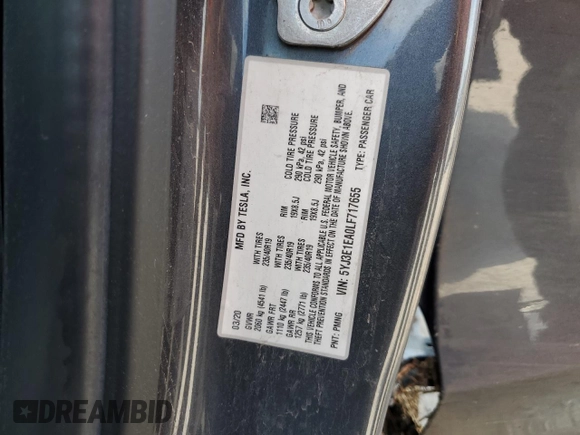 MFD BY TESLA, INC.
03/20
GVWR
2060 kg (4541 lb)
GAWR FRT
1110 kg (2447 lb)
WITH TIRES
235/40R19
RIM
19X8.5J
COLD TIRE PRESSURE
290 kPa, 42 psi
GAWR RR
1257 kg (2771 lb)
WITH TIRES
235/40R19
RIM
19X8.5J
COLD TIRE PRESSURE
290 kPa, 42 psi
THIS VEHICLE CONFORMS TO ALL APPLICABLE U.S. FEDERAL MOTOR VEHICLE SAFETY, BUMPER, AND
THEFT PREVENTION STANDARDS IN EFFECT ON THE DATE OF MANUFACTURE SHOWN ABOVE.
PNT: PMNG
VIN: 5YJ3E1EA0LF717655
TYPE: PASSENGER CAR
DREAMBID